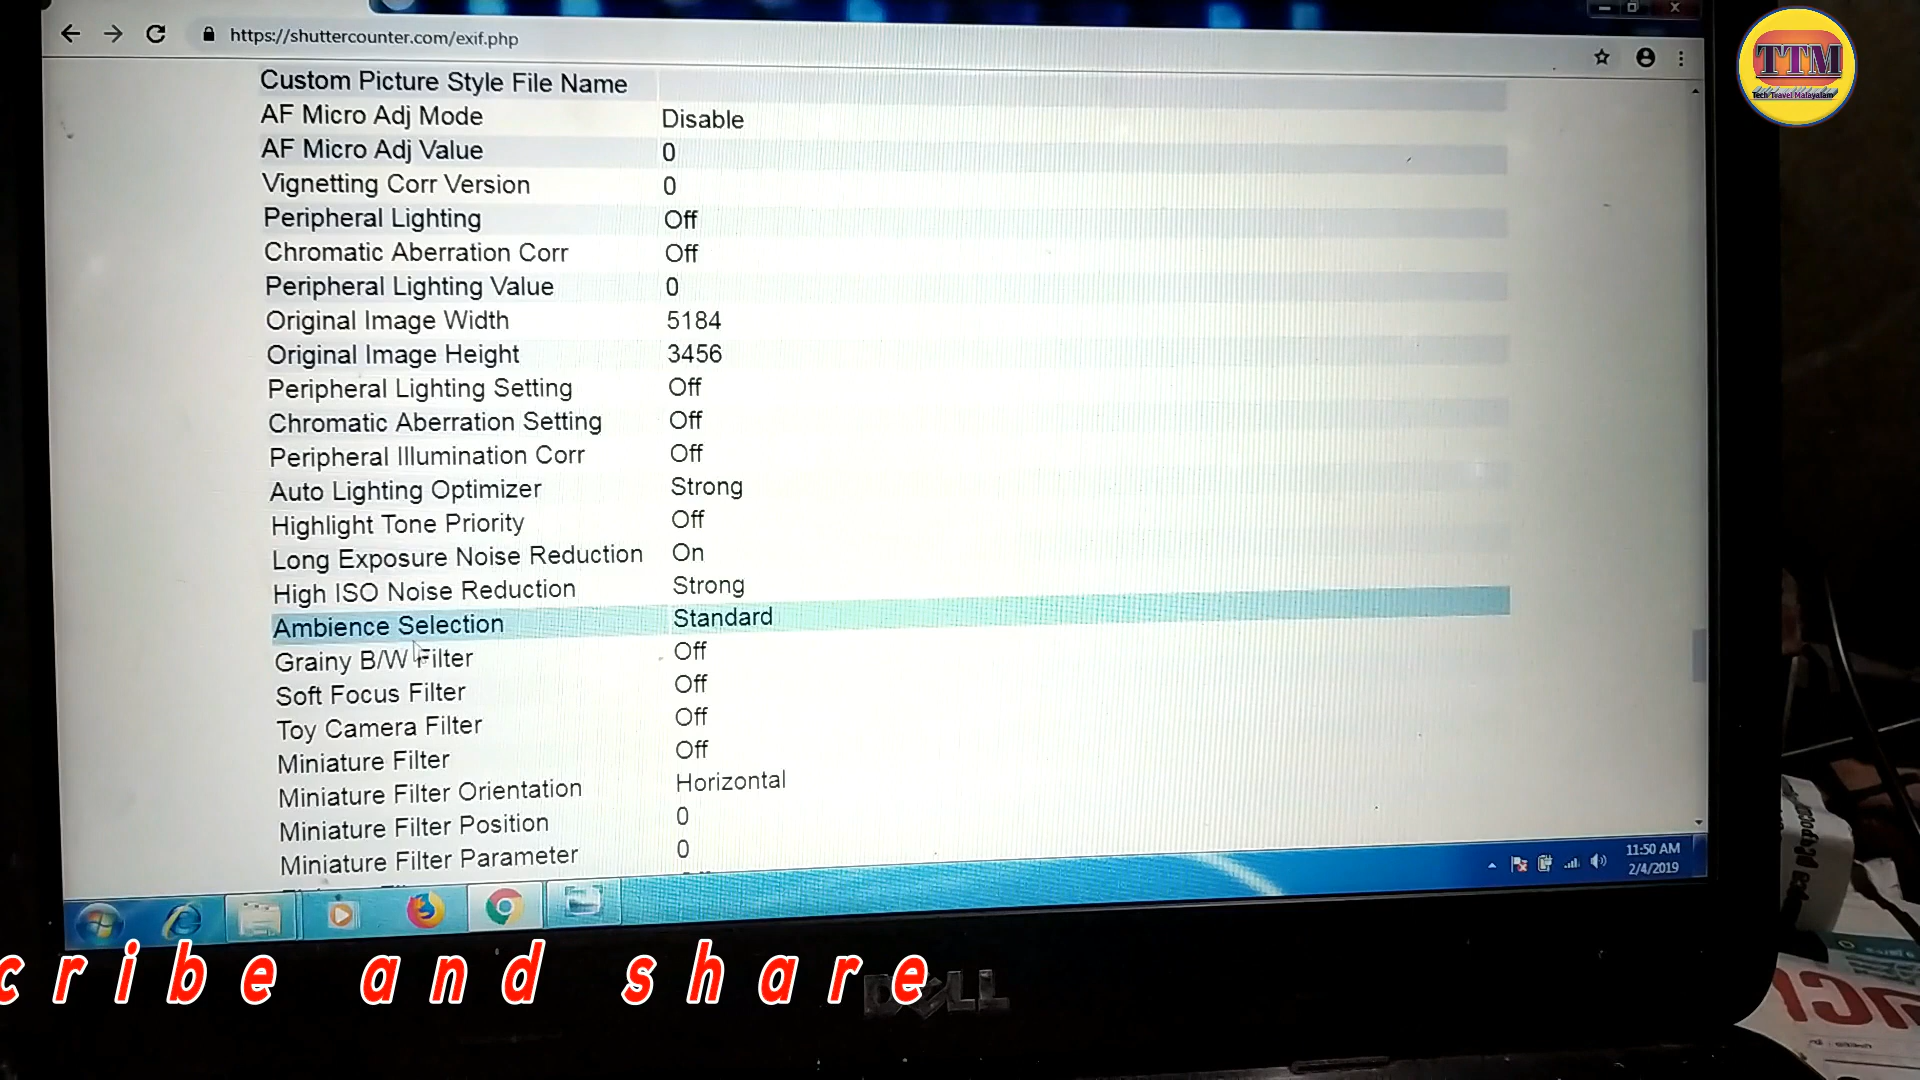 https://shuttercounter.com/exif.php
TTM
Tech Travel Malayalam
Custom Picture Style File Name
AF Micro Adj Mode Disable
AF Micro Adj Value 0
Vignetting Corr Version 0
Peripheral Lighting Off
Chromatic Aberration Corr Off
Peripheral Lighting Value 0
Original Image Width 5184
Original Image Height 3456
Peripheral Lighting Setting Off
Chromatic Aberration Setting Off
Peripheral Illumination Corr Off
Auto Lighting Optimizer Strong
Highlight Tone Priority Off
Long Exposure Noise Reduction On
High ISO Noise Reduction Strong
Ambience Selection Standard
Grainy B/W Filter Off
Soft Focus Filter Off
Toy Camera Filter Off
Miniature Filter Off
Miniature Filter Orientation Horizontal
Miniature Filter Position 0
Miniature Filter Parameter 0
11:50 AM
2/4/2019
cribe and share
DELL